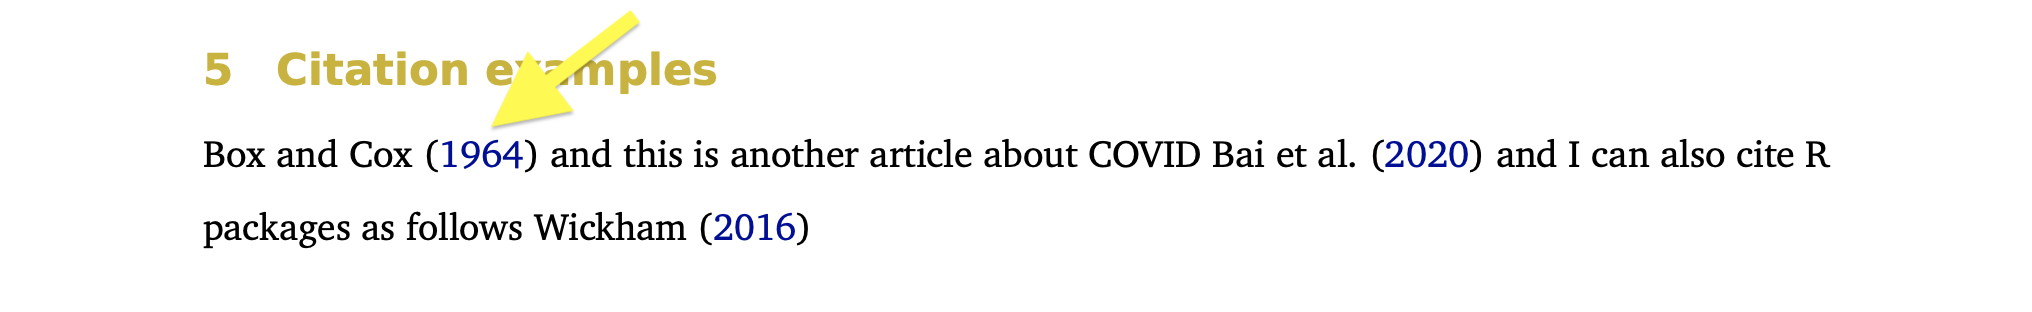 5 Citation examples
Box and Cox (1964) and this is another article about COVID Bai et al. (2020) and I can also cite R
packages as follows Wickham (2016)